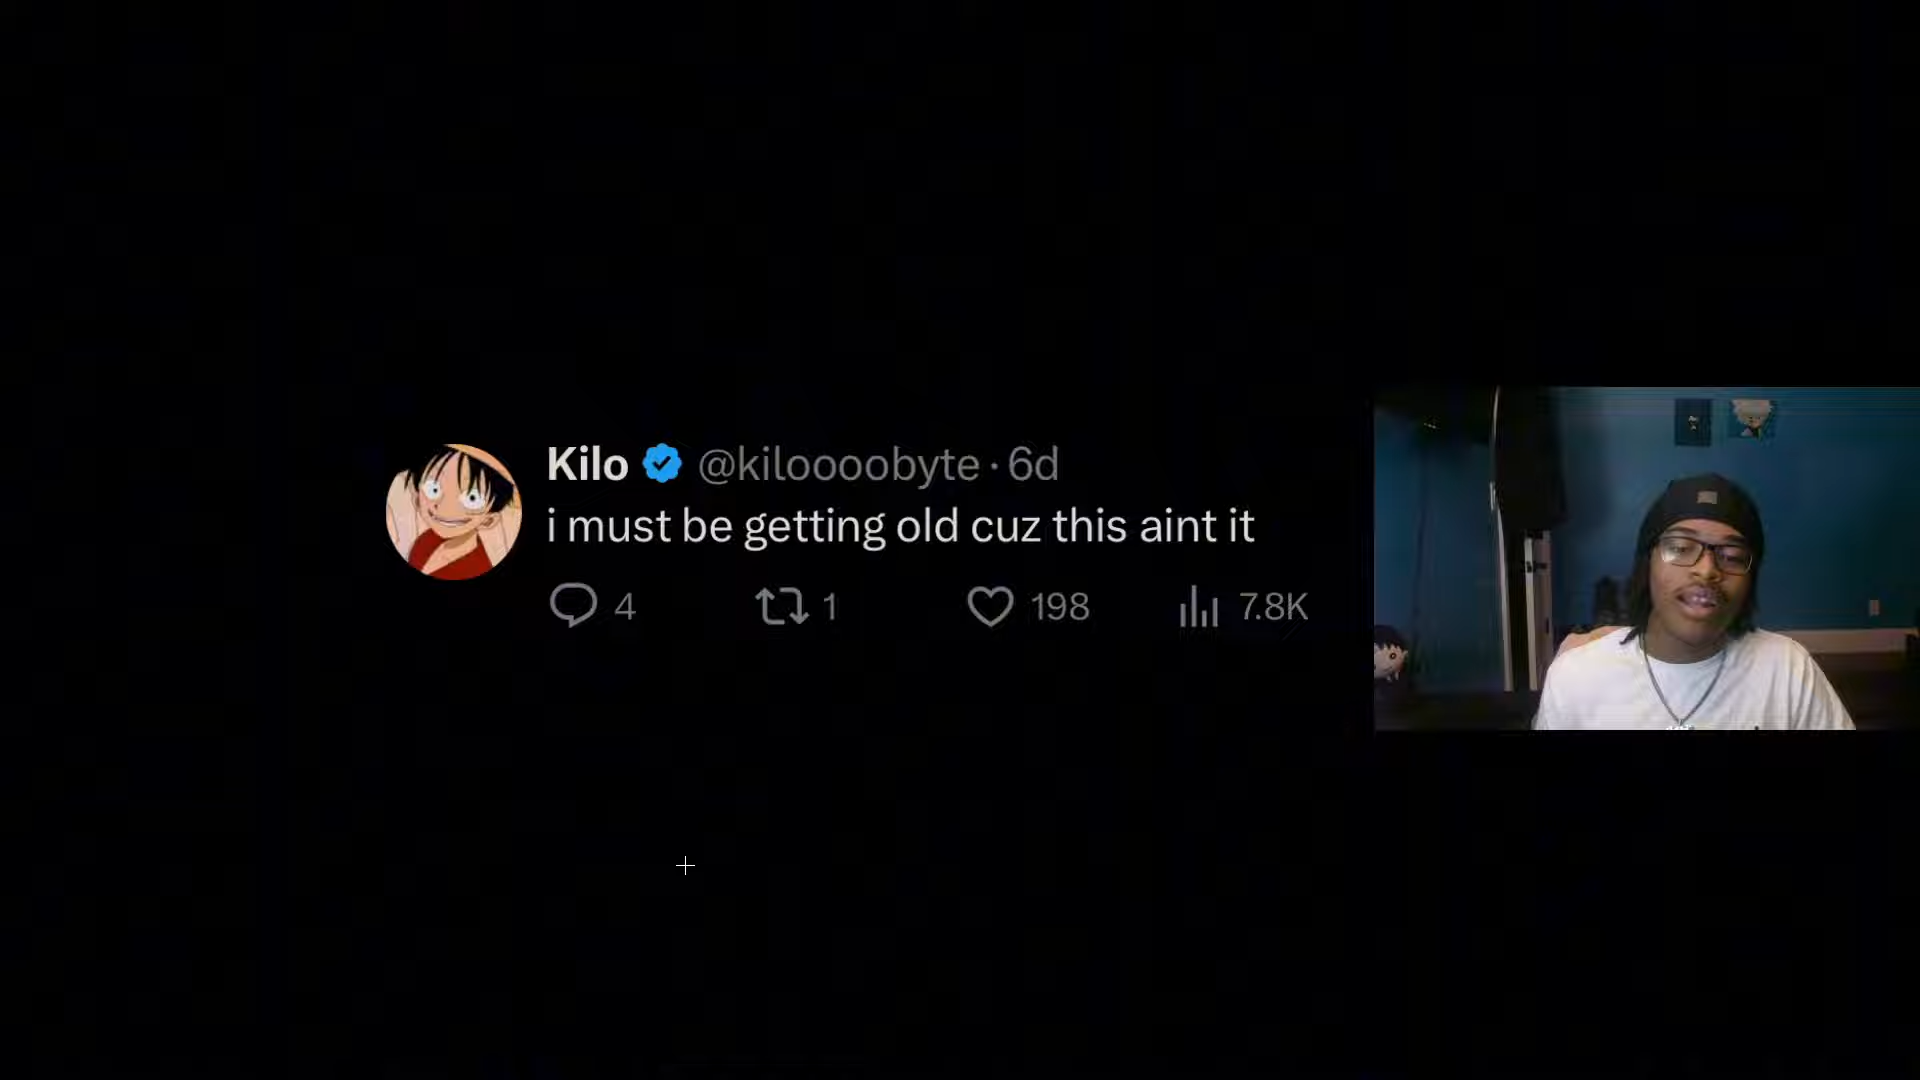 Kilo @kiloooobyte · 6d
i must be getting old cuz this aint it
4 1 198 7.8K